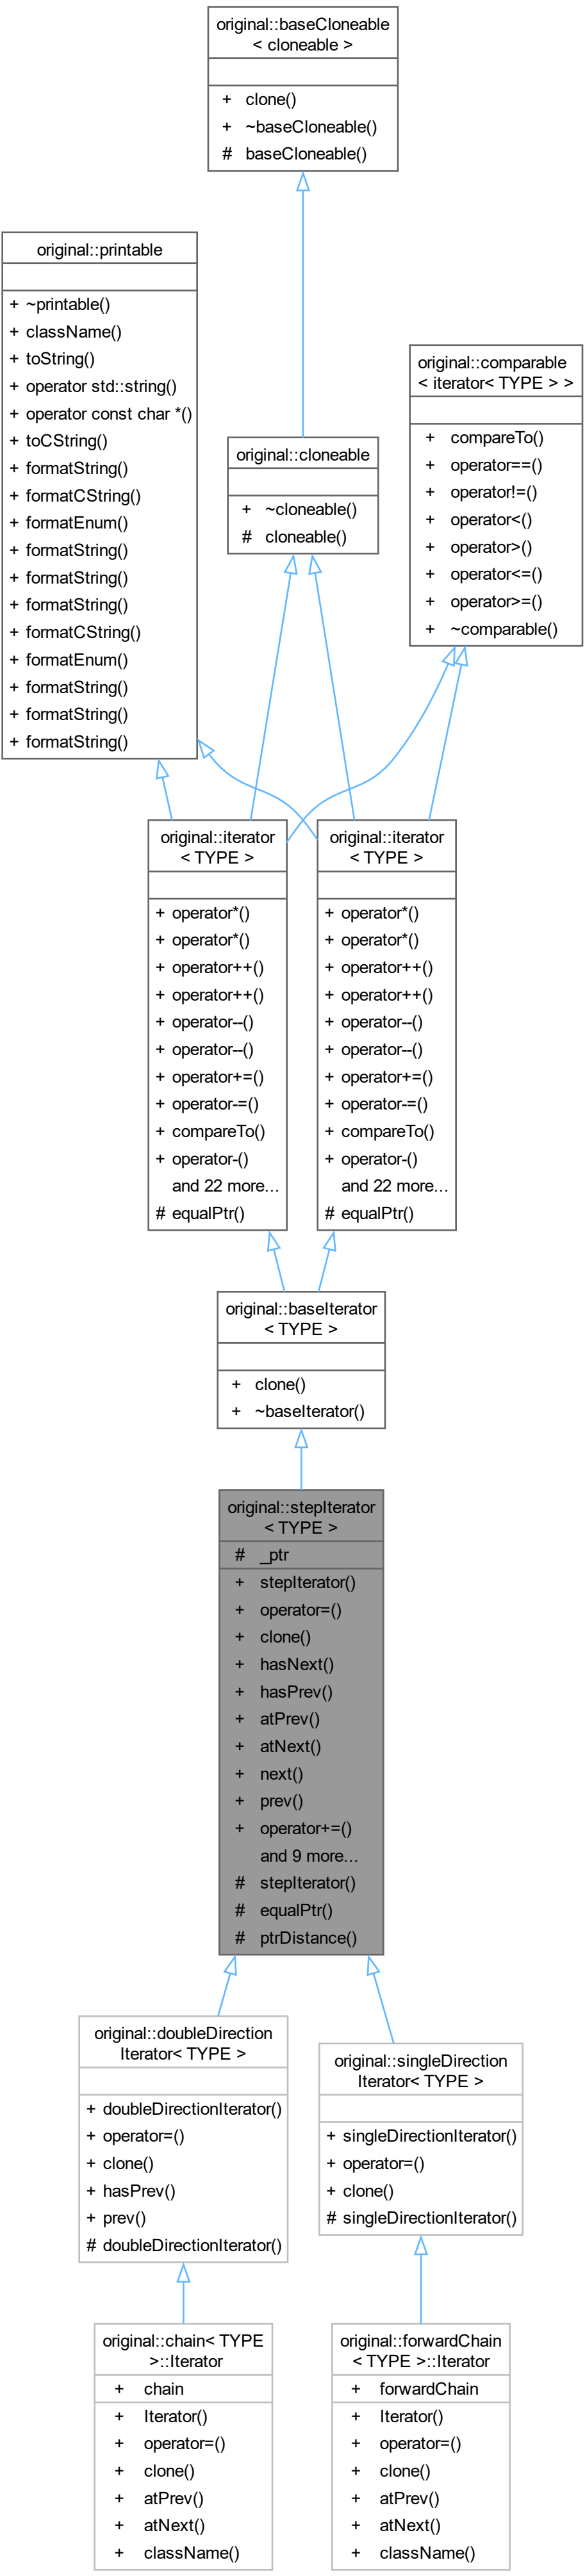 original::baseCloneable
< cloneable >
+ clone()
+ ~baseCloneable()
# baseCloneable()
original::printable
+ ~printable()
+ className()
+ toString()
+ operator std::string()
+ operator const char *()
+ toCString()
+ formatString()
+ formatCString()
+ formatEnum()
+ formatString()
+ formatString()
+ formatString()
+ formatCString()
+ formatEnum()
+ formatString()
+ formatString()
+ formatString()
original::comparable
< iterator< TYPE > >
+ compareTo()
+ operator==()
+ operator!=()
+ operator<()
+ operator>()
+ operator<=()
+ operator>=()
+ ~comparable()
original::cloneable
+ ~cloneable()
# cloneable()
original::iterator
< TYPE >
+ operator*()
+ operator*()
+ operator++()
+ operator++()
+ operator--()
+ operator--()
+ operator+=()
+ operator-=()
+ compareTo()
+ operator-()
and 22 more...
# equalPtr()
original::iterator
< TYPE >
+ operator*()
+ operator*()
+ operator++()
+ operator++()
+ operator--()
+ operator--()
+ operator+=()
+ operator-=()
+ compareTo()
+ operator-()
and 22 more...
# equalPtr()
original::baseIterator
< TYPE >
+ clone()
+ ~baseIterator()
original::stepIterator
< TYPE >
# _ptr
+ stepIterator()
+ operator=()
+ clone()
+ hasNext()
+ hasPrev()
+ atPrev()
+ atNext()
+ next()
+ prev()
+ operator+=()
and 9 more...
# stepIterator()
# equalPtr()
# ptrDistance()
original::doubleDirection
Iterator< TYPE >
+ doubleDirectionIterator()
+ operator=()
+ clone()
+ hasPrev()
+ prev()
# doubleDirectionIterator()
original::singleDirection
Iterator< TYPE >
+ singleDirectionIterator()
+ operator=()
+ clone()
# singleDirectionIterator()
original::chain< TYPE
>::Iterator
+ chain
+ Iterator()
+ operator=()
+ clone()
+ atPrev()
+ atNext()
+ className()
original::forwardChain
< TYPE >::Iterator
+ forwardChain
+ Iterator()
+ operator=()
+ clone()
+ atPrev()
+ atNext()
+ className()